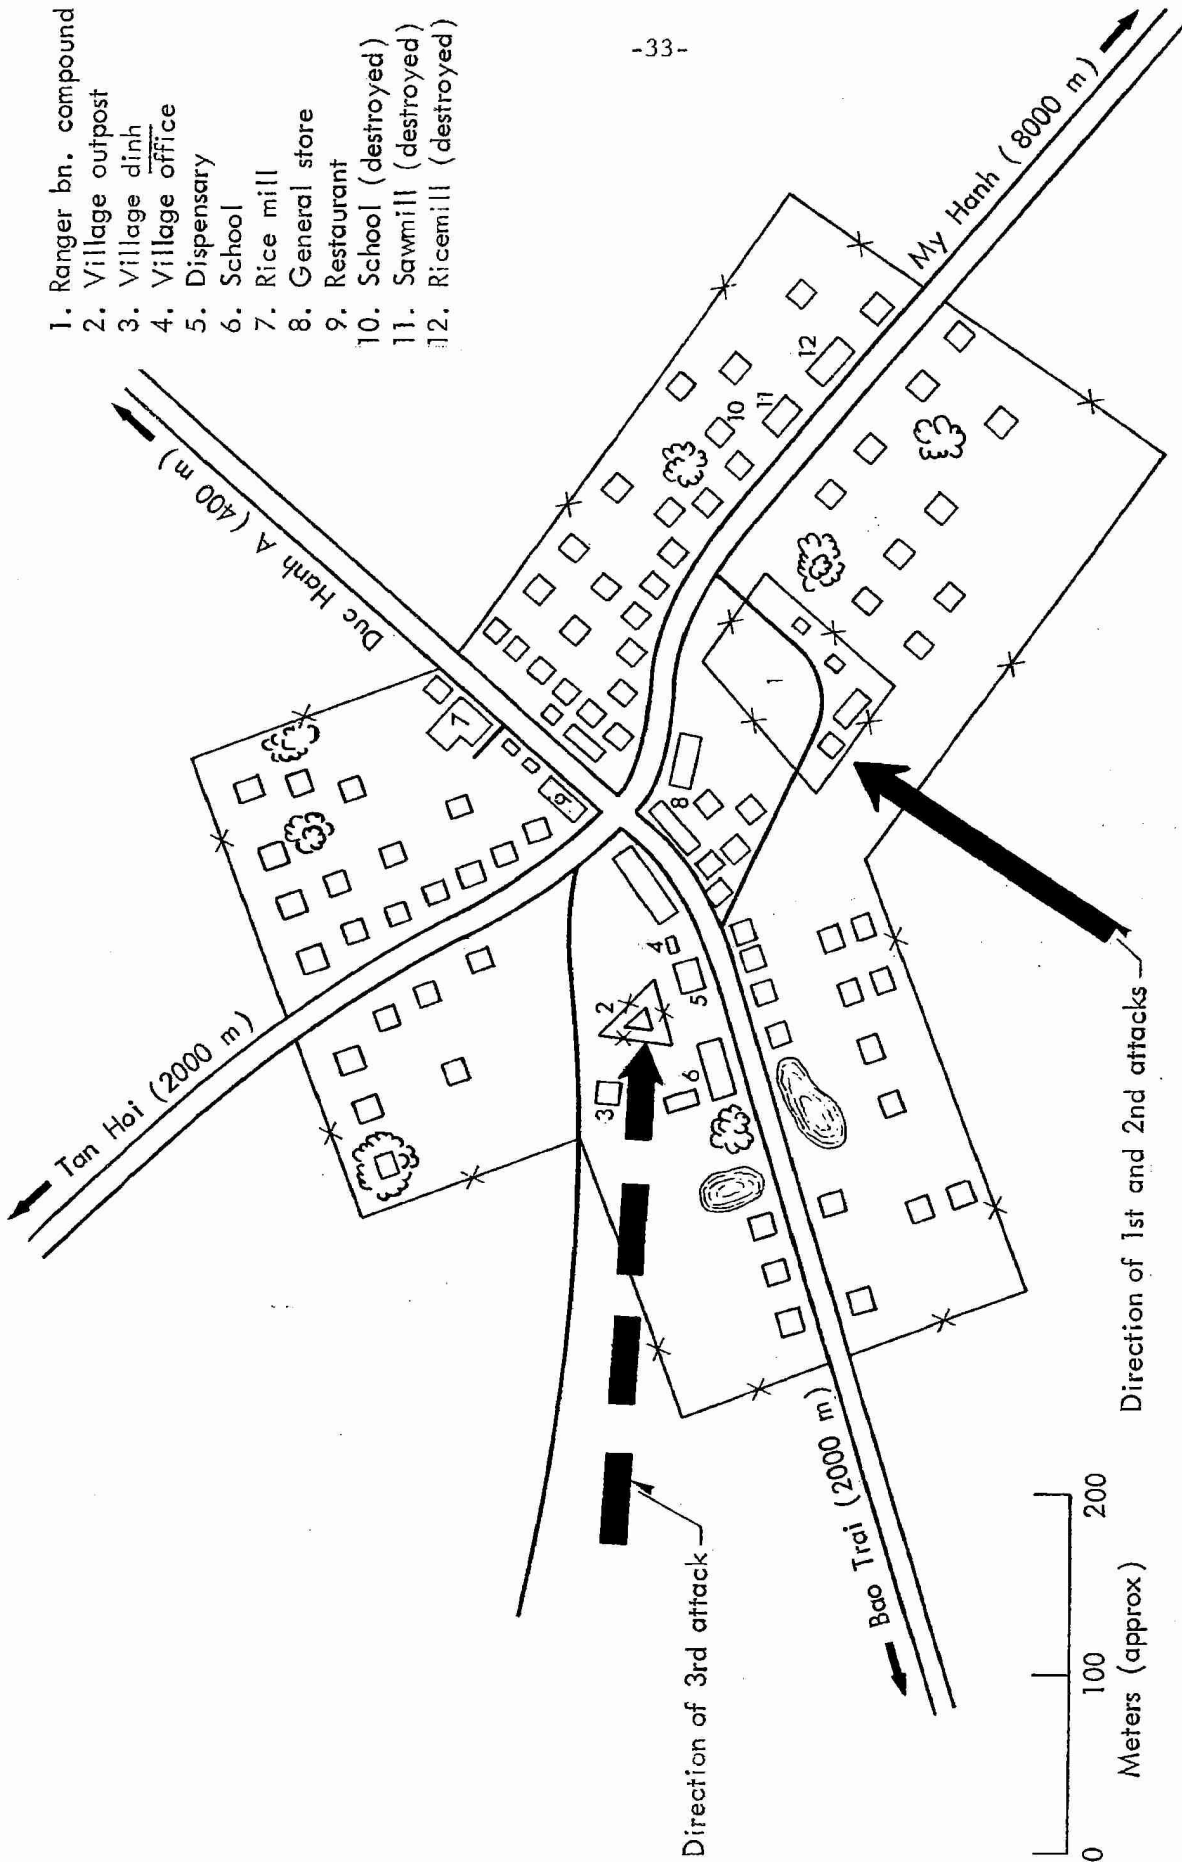 -33-
1. Ranger bn. compound
2. Village outpost
3. Village dinh
4. Village office
5. Dispensary
6. School
7. Rice mill
8. General store
9. Restaurant
10. School (destroyed)
11. Sawmill (destroyed)
12. Ricemill (destroyed)
Tan Hoi (2000 m)
Duc Hanh A (400 m)
My Hanh (8000 m)
Bao Trai (2000 m)
1
2
3
4
5
6
7
8
9
10
11
12
Direction of 3rd attack
Direction of 1st and 2nd attacks
0 100 200
Meters (approx)